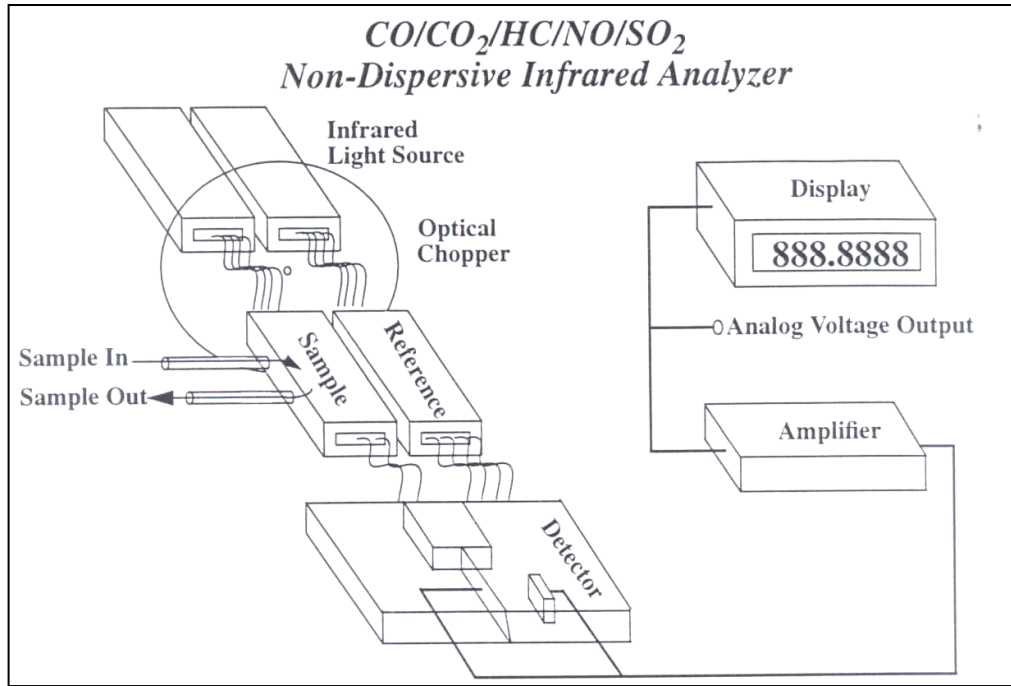 CO/CO₂/HC/NO/SO₂
Non-Dispersive Infrared Analyzer
Infrared
Light Source
Optical
Chopper
Display
888.8888
Analog Voltage Output
Sample In
Sample Out
Sample
Reference
Amplifier
Detector